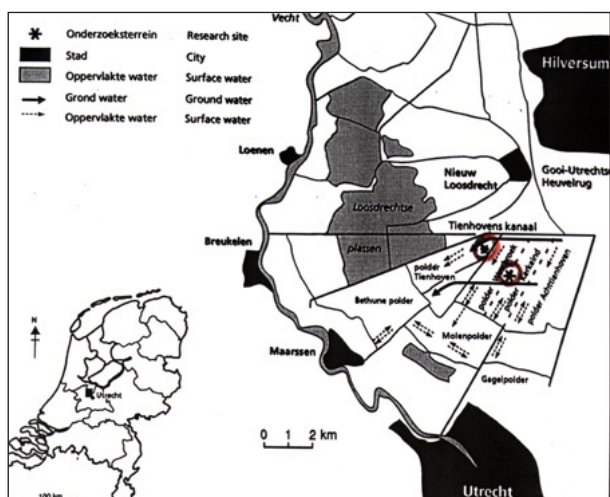 Vecht
Onderzoeksterrein Research site
Stad City
Oppervlakte water Surface water
Grond water Ground water
Oppervlakte water Surface water
Hilversum
Loenen
Nieuw
Loosdrecht
Gooi-Utrechtse
Heuvelrug
Loosdrechtse
plassen
Tienhovens kanaal
Breukelen
polder
Tienhoven
polder
polder
polder Achttienhoven
Bethune polder
Molenpolder
Maarssen
Gagelpolder
N
Utrecht
0 1 2 km
100 km
Utrecht